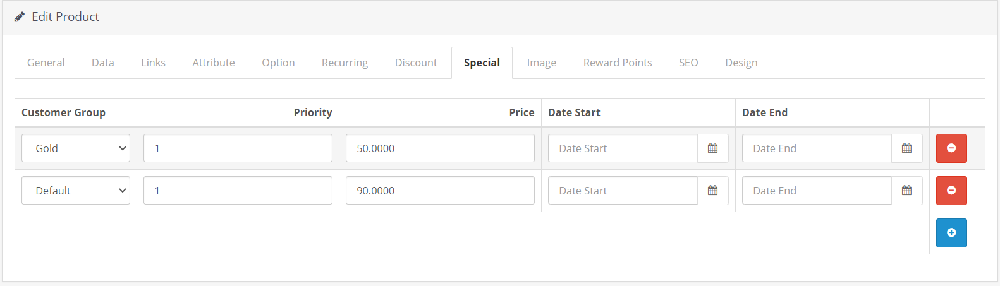 Edit Product
General Data Links Attribute Option Recurring Discount Special Image Reward Points SEO Design
Customer Group Priority Price Date Start Date End
Gold 1 50.0000 Date Start Date End
Default 1 90.0000 Date Start Date End